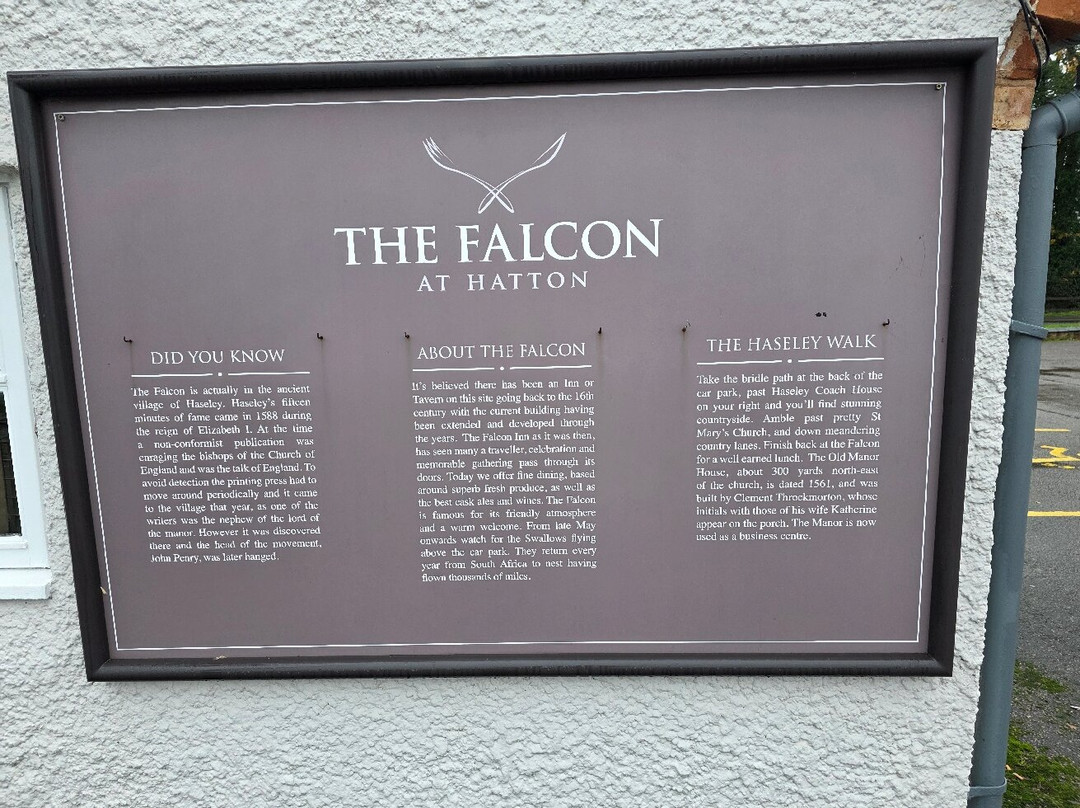 THE FALCON
AT HATTON
DID YOU KNOW
The Falcon is actually in the ancient
village of Haseley. Haseley's fifteen
minutes of fame came in 1588 during
the reign of Elizabeth I. At the time
a non-conformist publication was
enraging the bishops of the Church of
England and was the talk of England. To
avoid detection the printing press had to
move around periodically and it came
to the village that year, as one of the
writers was the nephew of the lord of
the manor. However it was discovered
there and the head of the movement,
John Penry, was later hanged.
ABOUT THE FALCON
It's believed there has been an Inn or
Tavern on this site going back to the 16th
century with the current building having
been extended and developed through
the years. The Falcon Inn as it was then,
has seen many a traveller, celebration and
memorable gathering pass through its
doors. Today we offer fine dining, based
around superb fresh produce, as well as
the best cask ales and wines. The Falcon
is famous for its friendly atmosphere
and a warm welcome. From late May
onwards watch for the Swallows flying
above the car park. They return every
year from South Africa to nest having
flown thousands of miles.
THE HASELEY WALK
Take the bridle path at the back of the
car park, past Haseley Coach House
on your right and you'll find stunning
countryside. Amble past pretty St
Mary's Church, and down meandering
country lanes. Finish back at the Falcon
for a well earned lunch. The Old Manor
House, about 300 yards north-east
of the church, is dated 1561, and was
built by Clement Throckmorton, whose
initials with those of his wife Katherine
appear on the porch. The Manor is now
used as a business centre.